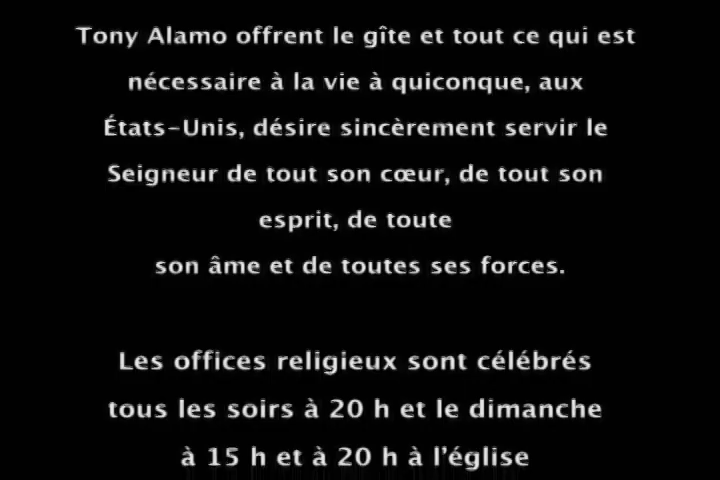 Tony Alamo offrent le gîte et tout ce qui est
nécessaire à la vie à quiconque, aux
États-Unis, désire sincèrement servir le
Seigneur de tout son cœur, de tout son
esprit, de toute
son âme et de toutes ses forces.
Les offices religieux sont célébrés
tous les soirs à 20 h et le dimanche
à 15 h et à 20 h à l’église